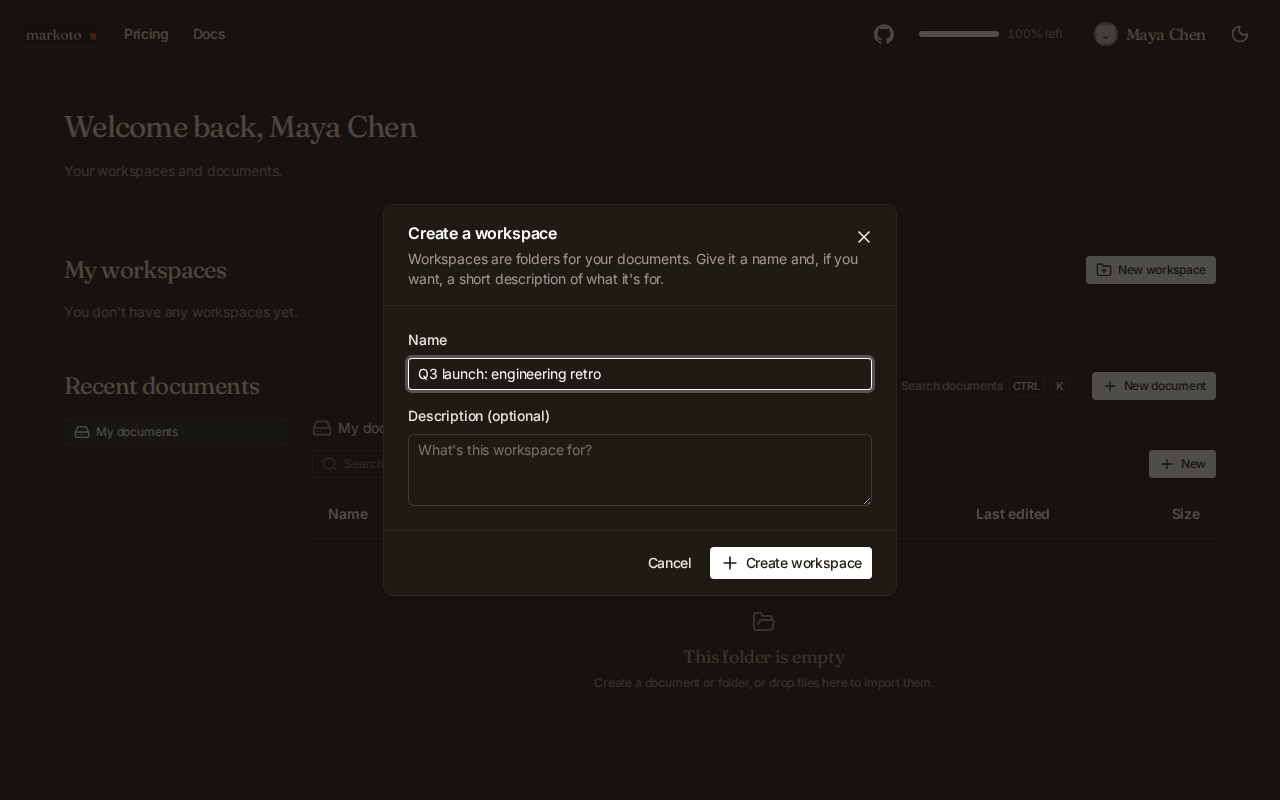 markoto
Pricing
Docs
100% left
Maya Chen
Welcome back, Maya Chen
Your workspaces and documents.
My workspaces
New workspace
You don't have any workspaces yet.
Create a workspace
Workspaces are folders for your documents. Give it a name and, if you
want, a short description of what it's for.
Name
Q3 launch: engineering retro
Description (optional)
What's this workspace for?
Cancel
Create workspace
Recent documents
Search documents
CTRL
K
New document
My documents
My doc
Search
New
Name
Last edited
Size
This folder is empty
Create a document or folder, or drop files here to import them.